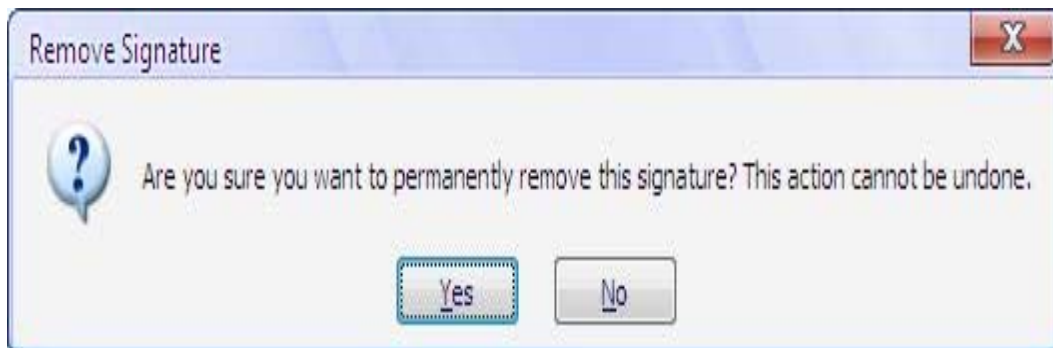 Remove Signature
X
?
Are you sure you want to permanently remove this signature? This action cannot be undone.
Yes
No